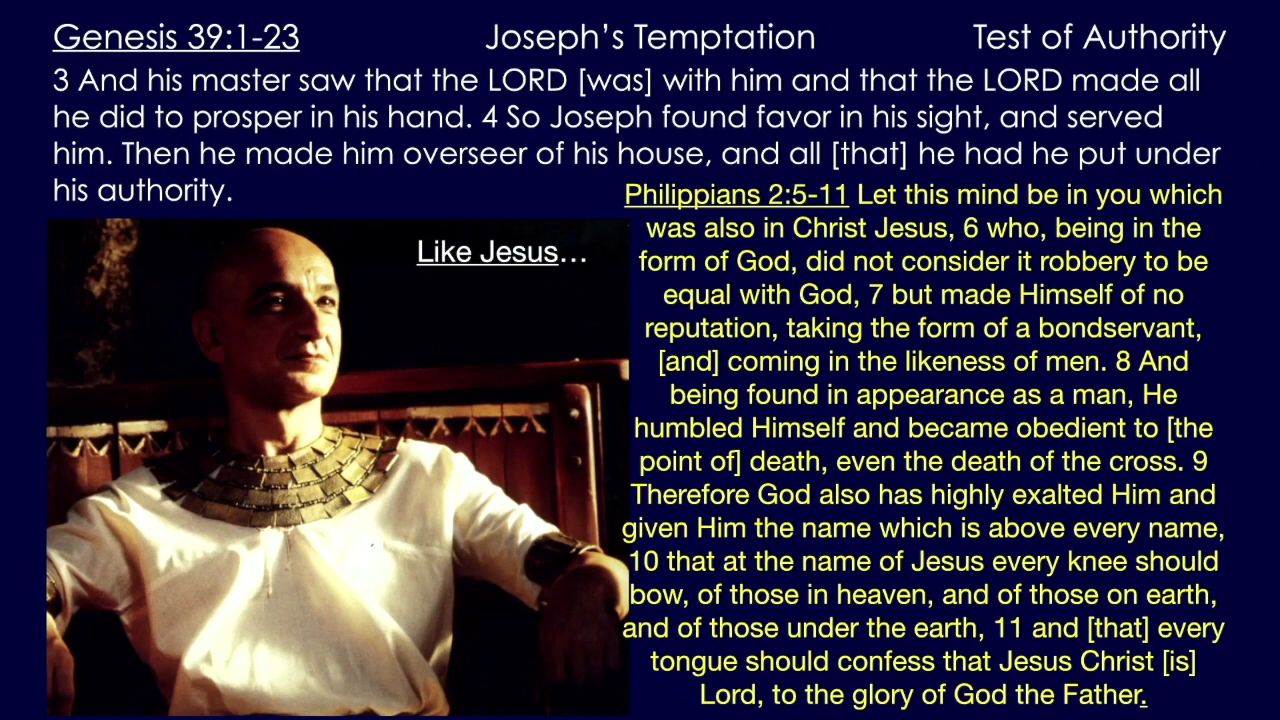 Genesis 39:1-23 Joseph’s Temptation Test of Authority
3 And his master saw that the LORD [was] with him and that the LORD made all
he did to prosper in his hand. 4 So Joseph found favor in his sight, and served
him. Then he made him overseer of his house, and all [that] he had he put under
his authority.
Like Jesus…
Philippians 2:5-11 Let this mind be in you which
was also in Christ Jesus, 6 who, being in the
form of God, did not consider it robbery to be
equal with God, 7 but made Himself of no
reputation, taking the form of a bondservant,
[and] coming in the likeness of men. 8 And
being found in appearance as a man, He
humbled Himself and became obedient to [the
point of] death, even the death of the cross. 9
Therefore God also has highly exalted Him and
given Him the name which is above every name,
10 that at the name of Jesus every knee should
bow, of those in heaven, and of those on earth,
and of those under the earth, 11 and [that] every
tongue should confess that Jesus Christ [is]
Lord, to the glory of God the Father.